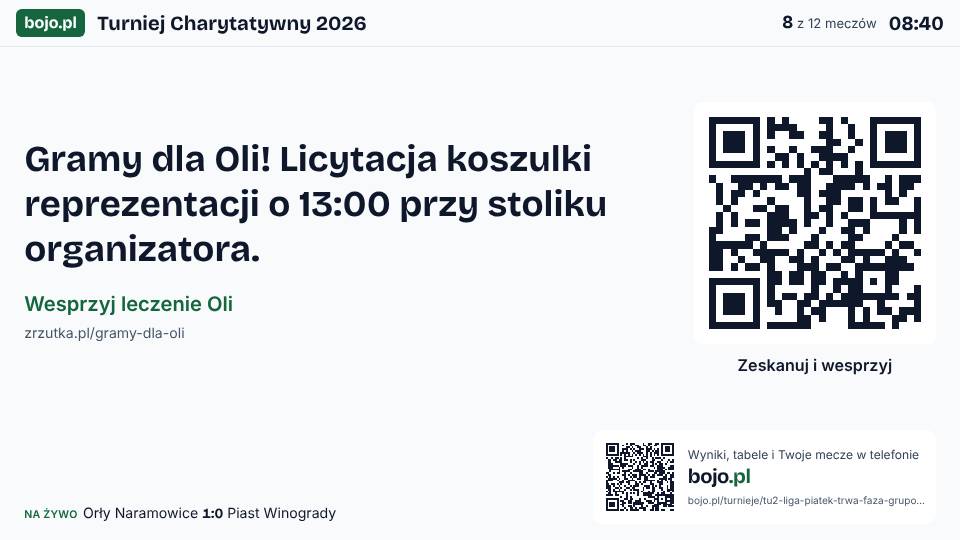 bojo.pl Turniej Charytatywny 2026 8 z 12 meczów 08:40
Gramy dla Oli! Licytacja koszulki
reprezentacji o 13:00 przy stoliku
organizatora.
Wesprzyj leczenie Oli
zrzutka.pl/gramy-dla-oli
Zeskanuj i wesprzyj
Wyniki, tabele i Twoje mecze w telefonie
bojo.pl
bojo.pl/turnieje/tu2-liga-piatek-trwa-faza-grupo...
NA ŻYWO Orły Naramowice 1:0 Piast Winogrady